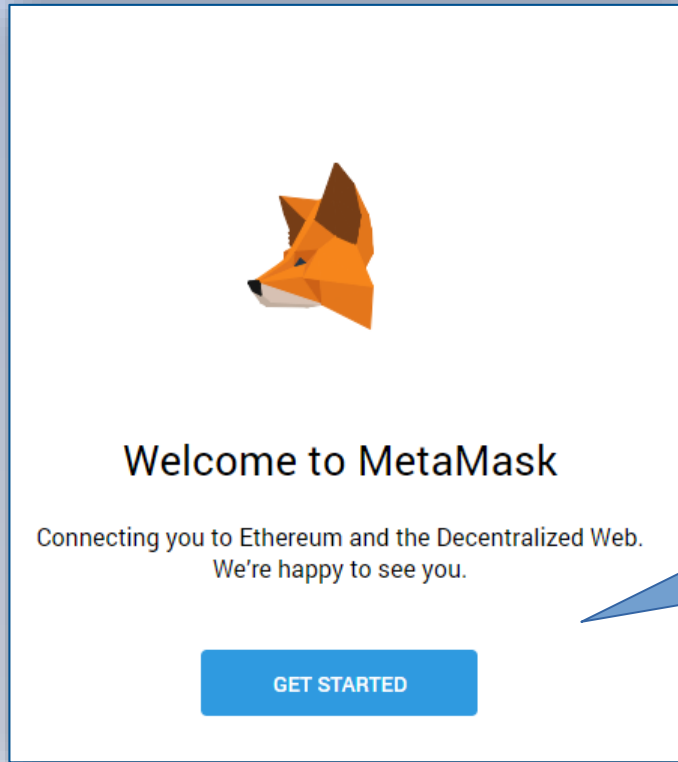 Welcome to MetaMask
Connecting you to Ethereum and the Decentralized Web.
We're happy to see you.
GET STARTED